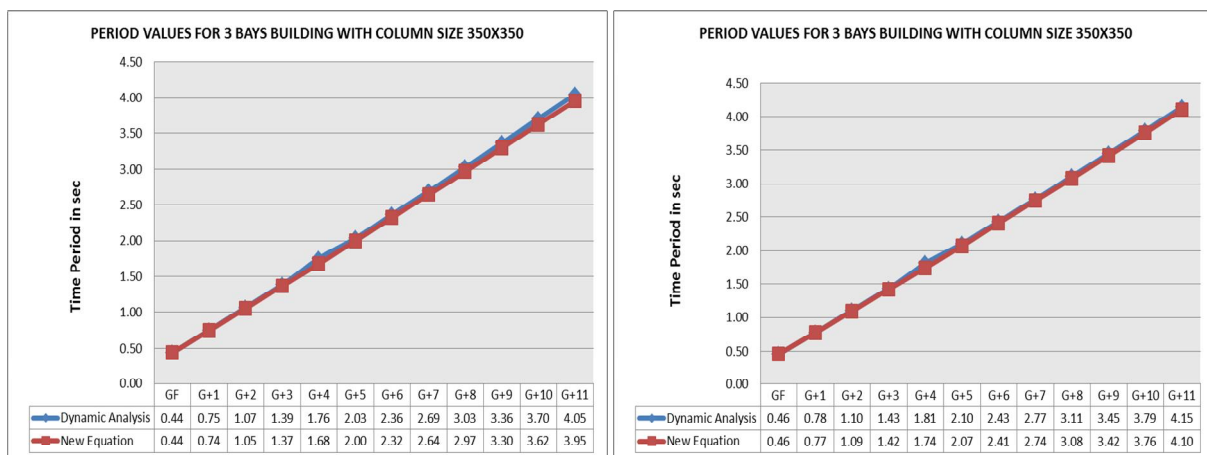 PERIOD VALUES FOR 3 BAYS BUILDING WITH COLUMN SIZE 350X350
4.50
4.00
3.50
3.00
2.50
2.00
1.50
1.00
0.50
0.00
Time Period in sec
GF G+1 G+2 G+3 G+4 G+5 G+6 G+7 G+8 G+9 G+10 G+11
Dynamic Analysis 0.44 0.75 1.07 1.39 1.76 2.03 2.36 2.69 3.03 3.36 3.70 4.05
New Equation 0.44 0.74 1.05 1.37 1.68 2.00 2.32 2.64 2.97 3.30 3.62 3.95
PERIOD VALUES FOR 3 BAYS BUILDING WITH COLUMN SIZE 350X350
4.50
4.00
3.50
3.00
2.50
2.00
1.50
1.00
0.50
0.00
Time Period in sec
GF G+1 G+2 G+3 G+4 G+5 G+6 G+7 G+8 G+9 G+10 G+11
Dynamic Analysis 0.46 0.78 1.10 1.43 1.81 2.10 2.43 2.77 3.11 3.45 3.79 4.15
New Equation 0.46 0.77 1.09 1.42 1.74 2.07 2.41 2.74 3.08 3.42 3.76 4.10